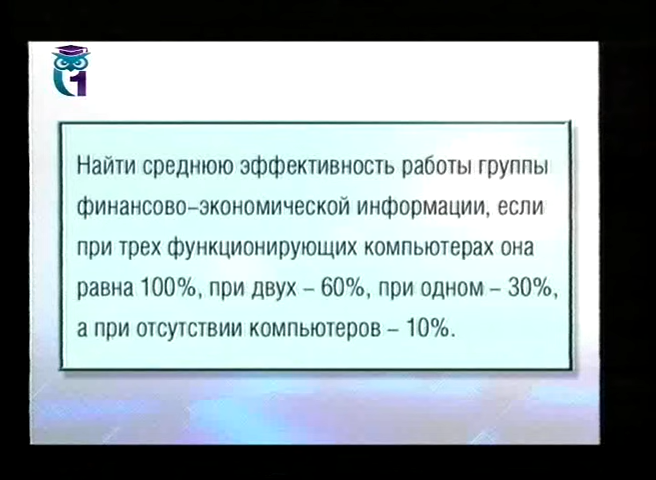 1
Найти среднюю эффективность работы группы
финансово-экономической информации, если
при трех функционирующих компьютерах она
равна 100%, при двух – 60%, при одном – 30%,
а при отсутствии компьютеров – 10%.